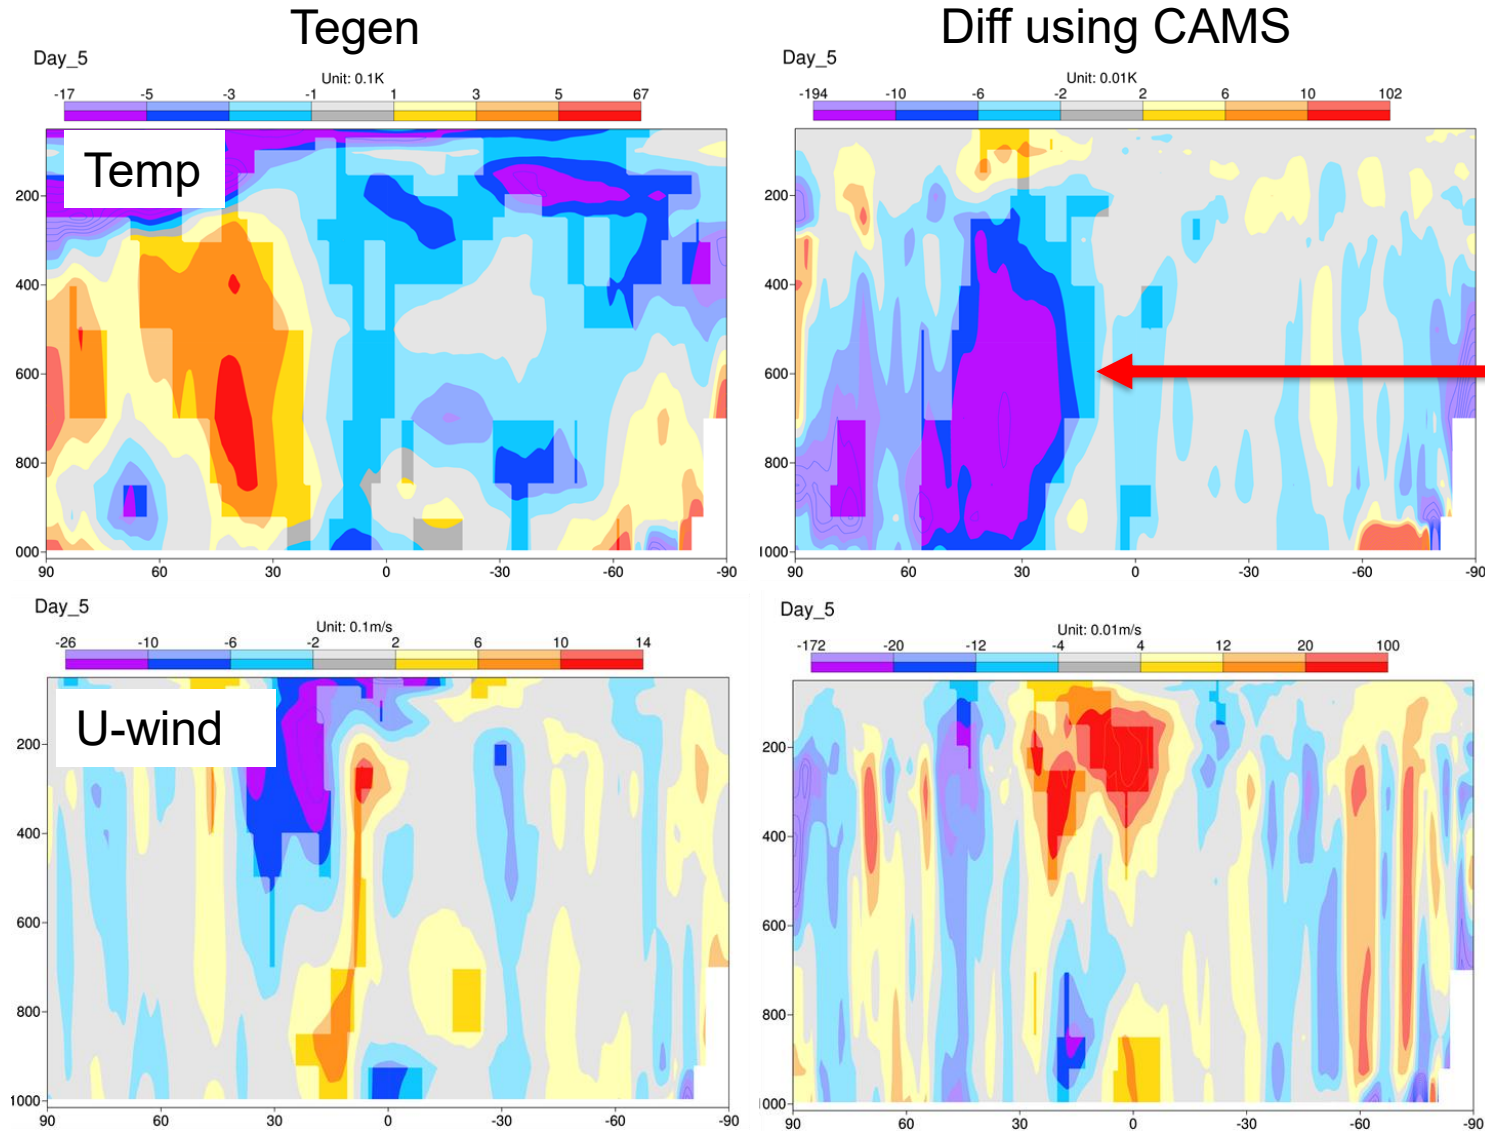 Tegen
Diff using CAMS
Day_5
Unit: 0.1K
-17 -5 -3 -1 1 3 5 67
Temp
200
400
600
800
000
90 60 30 0 -30 -60 -90
Day_5
Unit: 0.01K
-194 -10 -6 -2 2 6 10 102
200
400
600
800
1000
90 60 30 0 -30 -60 -90
Day_5
Unit: 0.1m/s
-26 -10 -6 -2 2 6 10 14
U-wind
200
400
600
800
1000
90 60 30 0 -30 -60 -90
Day_5
Unit: 0.01m/s
-172 -20 -12 -4 4 12 20 100
200
400
600
800
1000
90 60 30 0 -30 -60 -90